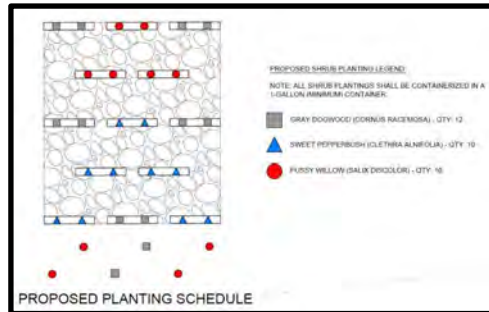 PROPOSED SHRUB PLANTING LEGEND:
NOTE: ALL SHRUB PLANTINGS SHALL BE CONTAINERIZED IN A
1-GALLON (MINIMUM) CONTAINER.
GRAY DOGWOOD (CORNUS RACEMOSA) - QTY: 12
SWEET PEPPERBUSH (CLETHRA ALNIFOLIA) - QTY: 10
PUSSY WILLOW (SALIX DISCOLOR) - QTY:
PROPOSED PLANTING SCHEDULE